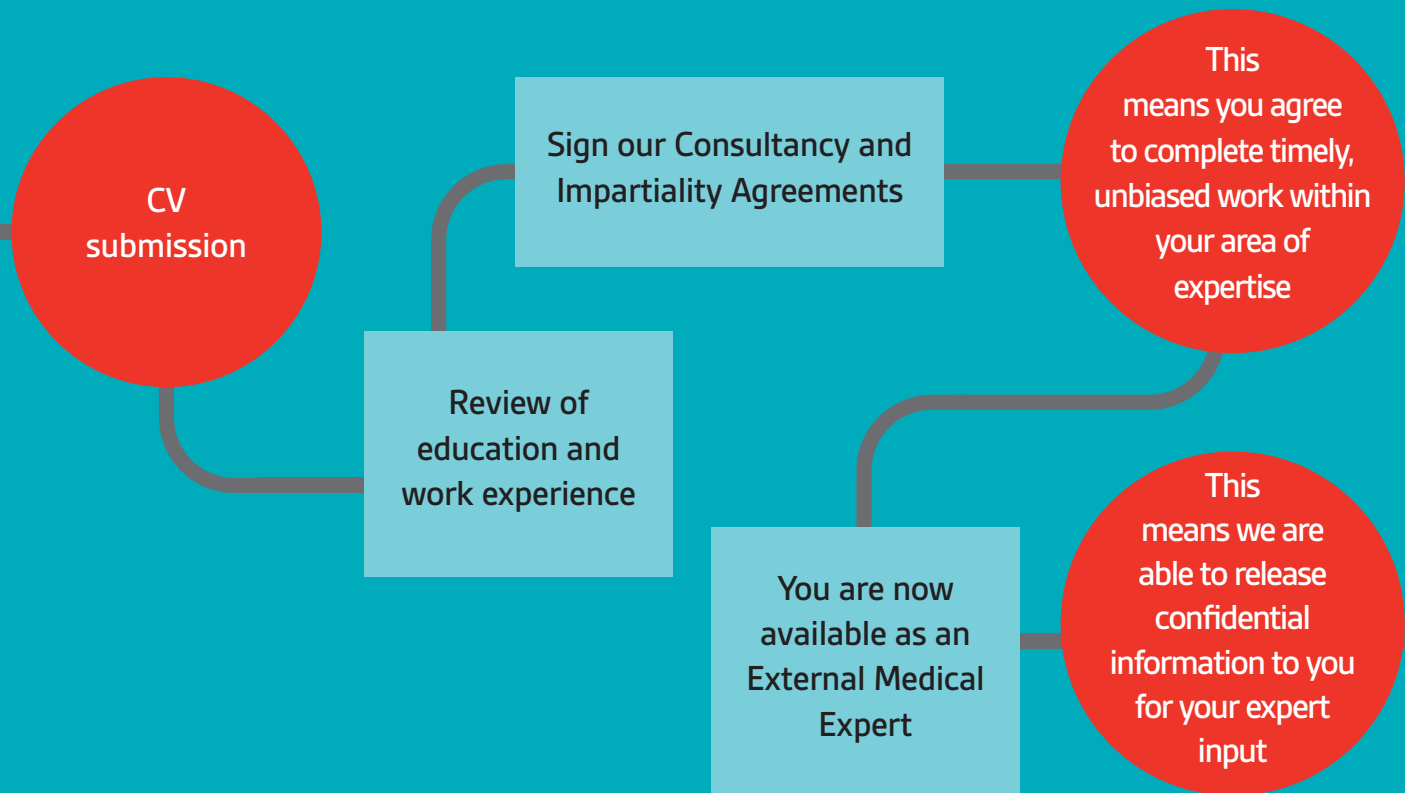 CV
submission
Review of
education and
work experience
Sign our Consultancy and
Impartiality Agreements
This
means you agree
to complete timely,
unbiased work within
your area of
expertise
You are now
available as an
External Medical
Expert
This
means we are
able to release
confidential
information to you
for your expert
input